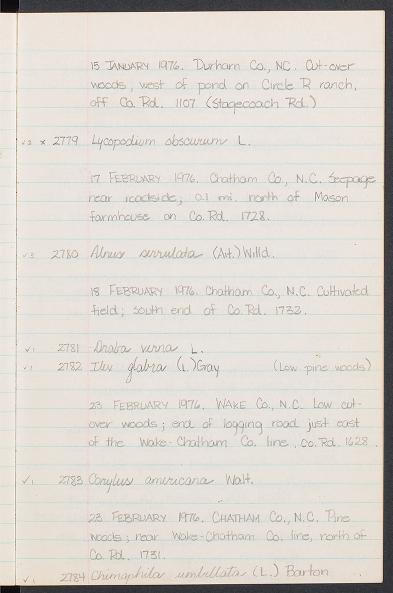 15 JANUARY 1976. Durham Co., NC. Cut-over
woods, west of pond on Circle R ranch,
off Co. Rd. 1107 (Stagecoach Rd.)
x 2779 Lycopodium obscurum L.
17 FEBRUARY 1976. Chatham Co., N.C. Seepage
near roadside, 0.1 mi. north of Mason
farmhouse on Co. Rd. 1728.
√3 2780 Alnus serrulata (Ait.) Willd.
18 FEBRUARY 1976. Chatham Co., N.C. Cultivated
field; south end of Co. Rd. 1733.
√1 2781 Draba verna L.
√1 2782 Ilex glabra (L.) Gray (Low pine woods)
23 FEBRUARY 1976. WAKE Co., N.C. Low cut-
over woods; end of logging road just east
of the Wake-Chatham Co. line, Co. Rd. 1628.
√1 2783 Corylus americana Walt.
23 FEBRUARY 1976. CHATHAM Co., N.C. Pine
woods; near Wake-Chatham Co. line, north of
Co. Rd. 1731.
√1 2784 Chimaphila umbellata (L.) Barton